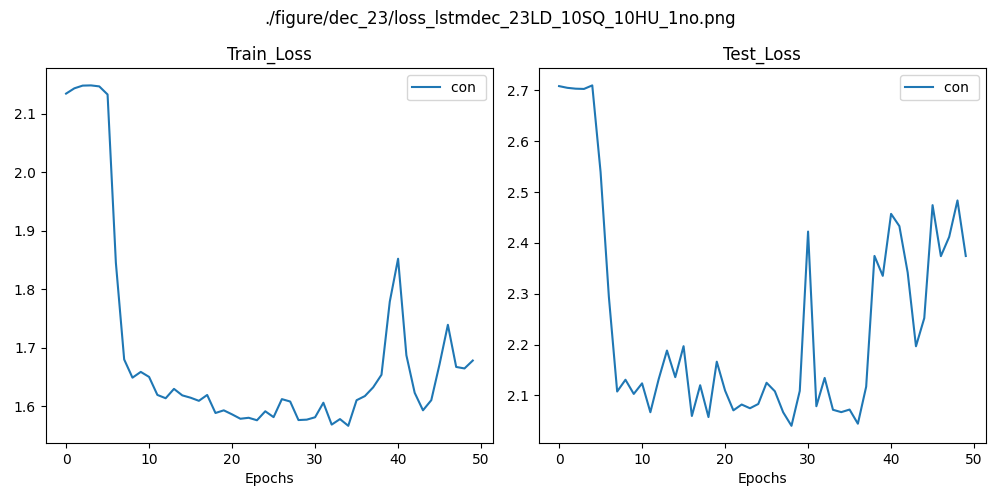 ./figure/dec_23/loss_lstmdec_23LD_10SQ_10HU_1no.png
Train_Loss
con
2.1
2.0
1.9
1.8
1.7
1.6
0 10 20 30 40 50
Epochs
Test_Loss
con
2.7
2.6
2.5
2.4
2.3
2.2
2.1
0 10 20 30 40 50
Epochs